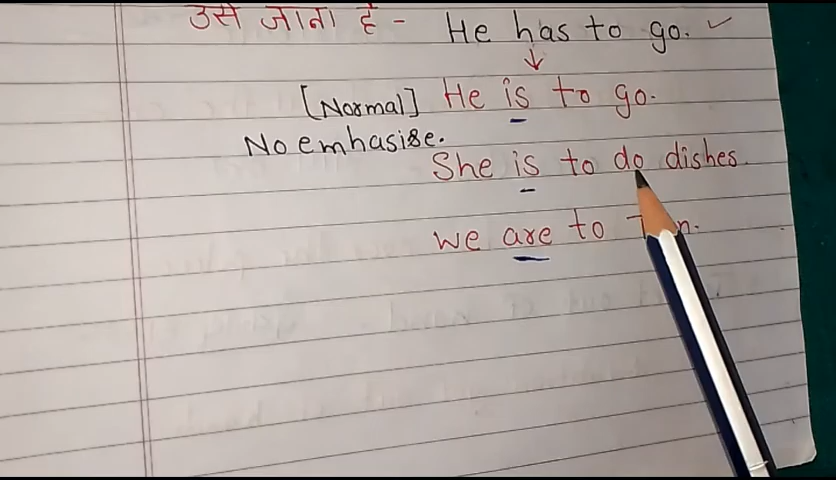 उसे जाना है - He has to go. ✓
↓
[Normal] He is to go.
No emhasise.
She is to do dishes.
we are to